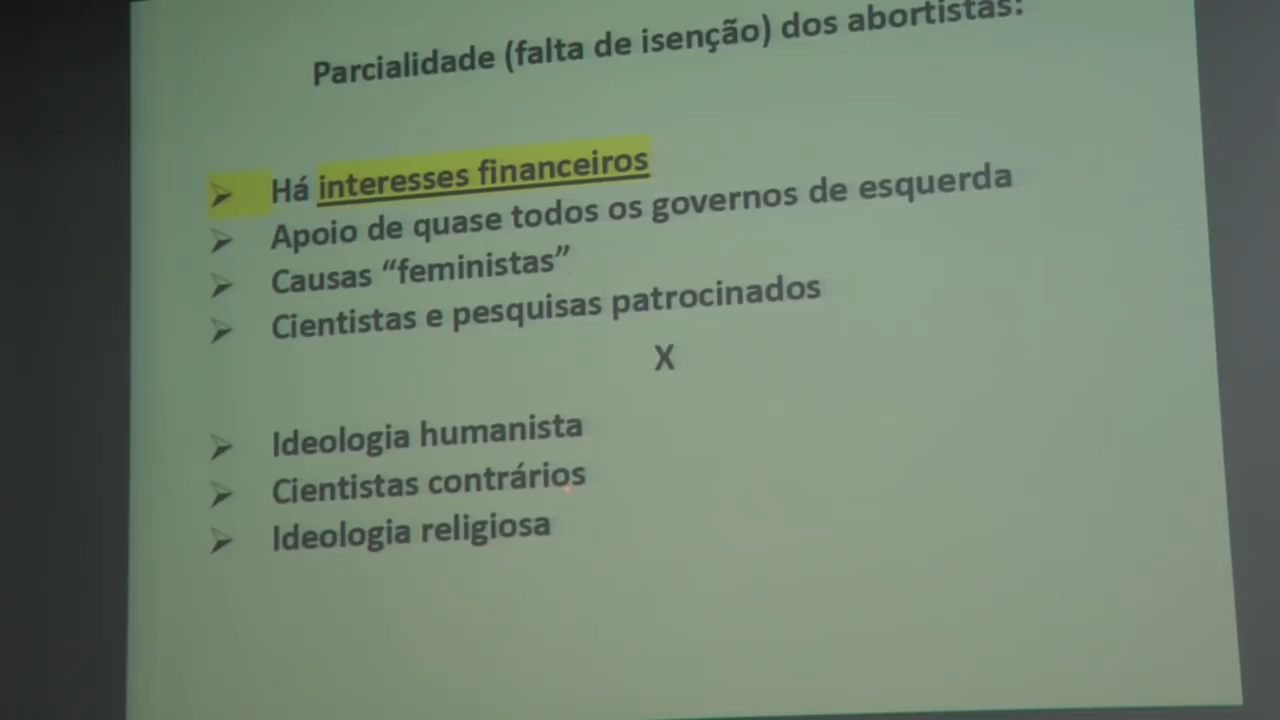 Parcialidade (falta de isenção) dos abortistas:
Há interesses financeiros
Apoio de quase todos os governos de esquerda
Causas “feministas”
Cientistas e pesquisas patrocinados
X
Ideologia humanista
Cientistas contrários
Ideologia religiosa